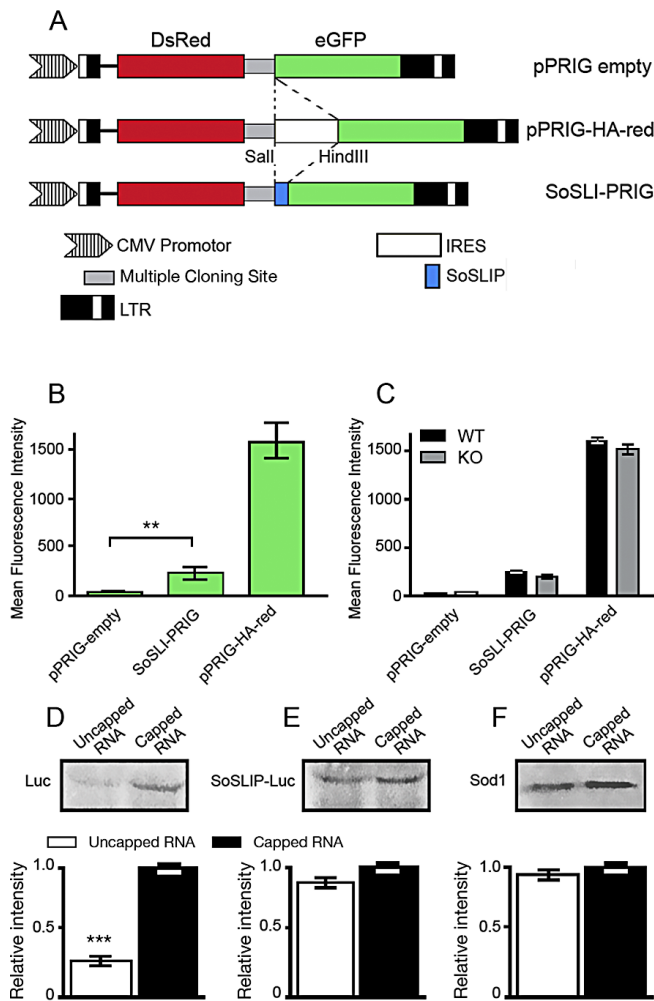 A
DsRed eGFP
pPRIG empty
pPRIG-HA-red
SalI HindIII
SoSLI-PRIG
CMV Promotor IRES
Multiple Cloning Site SoSLIP
LTR
B
Mean Fluorescence Intensity
1500
1000
500
0
**
pPRIG-empty
SoSLI-PRIG
pPRIG-HA-red
C
Mean Fluorescence Intensity
1500
1000
500
0
WT
KO
pPRIG-empty
SoSLI-PRIG
pPRIG-HA-red
D
Uncapped RNA
Capped RNA
Luc
E
Uncapped RNA
Capped RNA
SoSLIP-Luc
F
Uncapped RNA
Capped RNA
Sod1
Uncapped RNA Capped RNA
Relative intensity
1.0
0.5
0
***
Relative intensity
1.0
0.5
0
Relative intensity
1.0
0.5
0